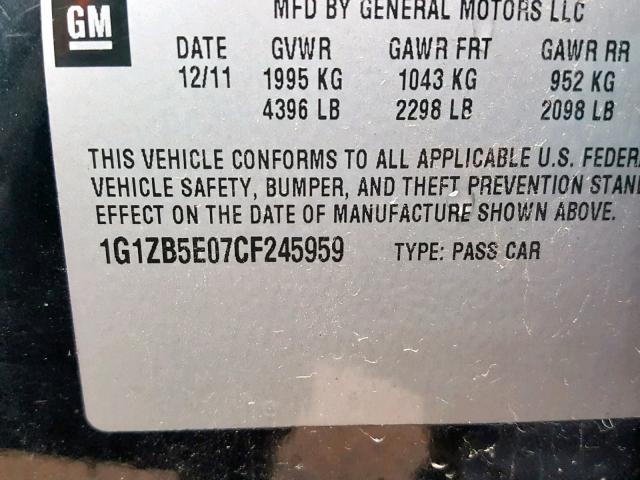 GM
MFD BY GENERAL MOTORS LLC
DATE GVWR GAWR FRT GAWR RR
12/11 1995 KG 1043 KG 952 KG
4396 LB 2298 LB 2098 LB
THIS VEHICLE CONFORMS TO ALL APPLICABLE U.S. FEDERA
VEHICLE SAFETY, BUMPER, AND THEFT PREVENTION STAN
EFFECT ON THE DATE OF MANUFACTURE SHOWN ABOVE.
1G1ZB5E07CF245959 TYPE: PASS CAR